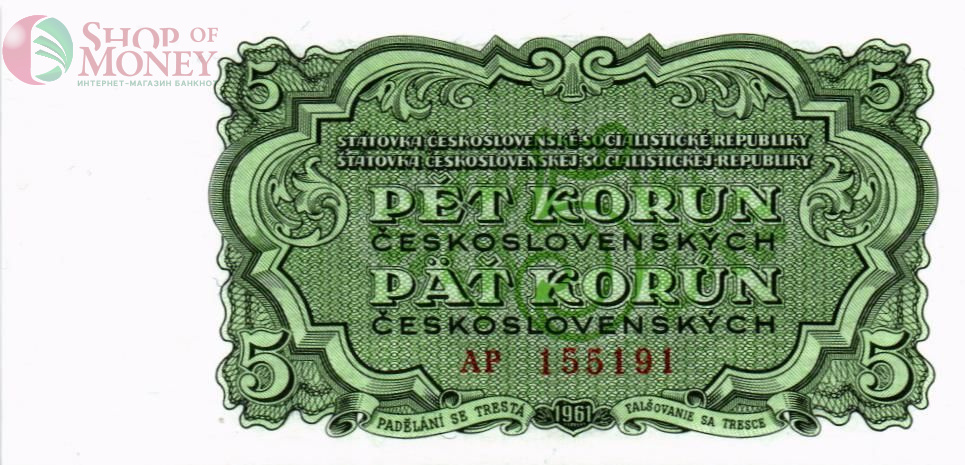 SHOP OF
MONEY
ИНТЕРНЕТ-МАГАЗИН БАНКНО
5 5
STÁTOVKA ČESKOSLOVENSKÉ SOCIALISTICKÉ REPUBLIKY
ŠTÁTOVKA ČESKOSLOVENSKEJ SOCIALISTICKEJ REPUBLIKY
PĚT KORUN
ČESKOSLOVENSKÝCH
PÄŤ KORÚN
ČESKOSLOVENSKÝCH
5 5
AP 155191
PADĚLÁNÍ SE TRESTÁ 1961 FALŠOVANIE SA TRESCE